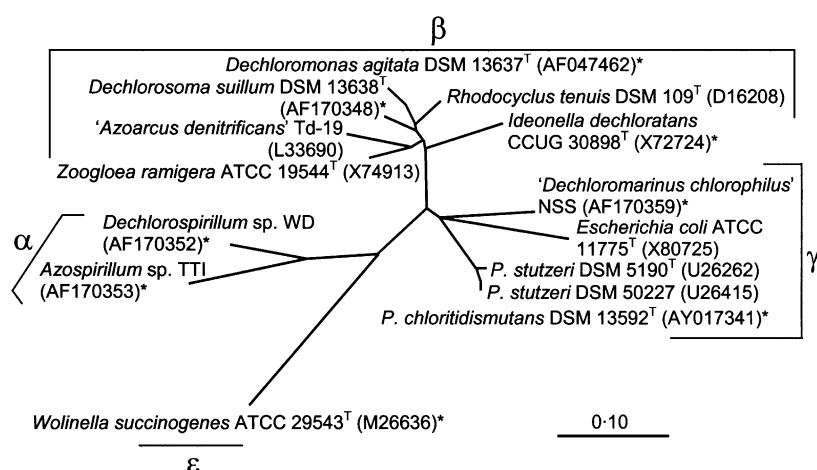 β
Dechloromonas agitata DSM 13637ᵀ (AF047462)*
Dechlorosoma suillum DSM 13638ᵀ
(AF170348)*
Rhodocyclus tenuis DSM 109ᵀ (D16208)
'Azoarcus denitrificans' Td-19
(L33690)
Ideonella dechloratans
CCUG 30898ᵀ (X72724)*
Zoogloea ramigera ATCC 19544ᵀ (X74913)
'Dechloromarinus chlorophilus'
NSS (AF170359)*
α
Dechlorospirillum sp. WD
(AF170352)*
Escherichia coli ATCC
11775ᵀ (X80725)
γ
Azospirillum sp. TTI
(AF170353)*
P. stutzeri DSM 5190ᵀ (U26262)
P. stutzeri DSM 50227 (U26415)
P. chloritidismutans DSM 13592ᵀ (AY017341)*
Wolinella succinogenes ATCC 29543ᵀ (M26636)*
0·10
ε